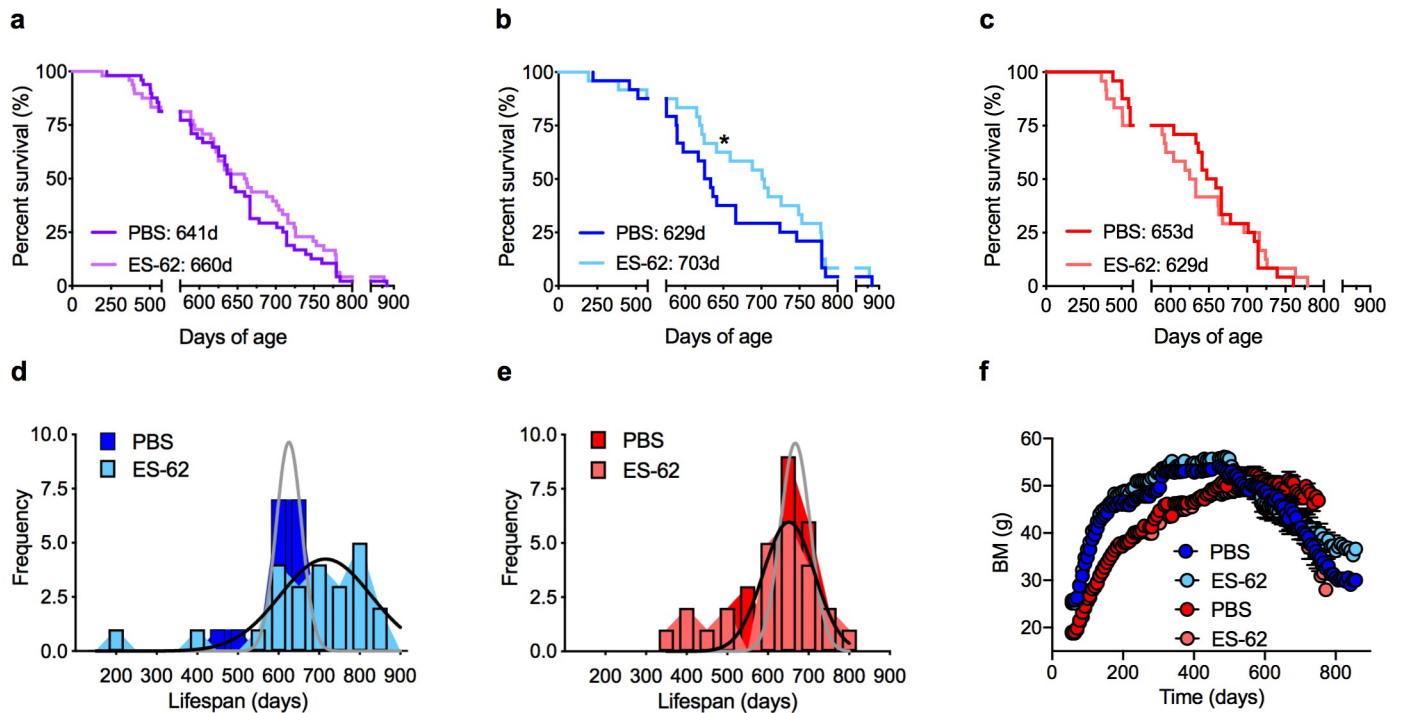 a
Percent survival (%)
100
75
50
25
0
PBS: 641d
ES-62: 660d
0 250 500 600 650 700 750 800 900
Days of age
b
Percent survival (%)
100
75
50
25
0
*
PBS: 629d
ES-62: 703d
0 250 500 600 650 700 750 800 900
Days of age
c
Percent survival (%)
100
75
50
25
0
PBS: 653d
ES-62: 629d
0 250 500 600 650 700 750 800 900
Days of age
d
Frequency
10.0
7.5
5.0
2.5
0.0
PBS
ES-62
200 300 400 500 600 700 800 900
Lifespan (days)
e
Frequency
10.0
7.5
5.0
2.5
0.0
PBS
ES-62
200 300 400 500 600 700 800 900
Lifespan (days)
f
BM (g)
60
50
40
30
20
PBS
ES-62
PBS
ES-62
0 200 400 600 800
Time (days)